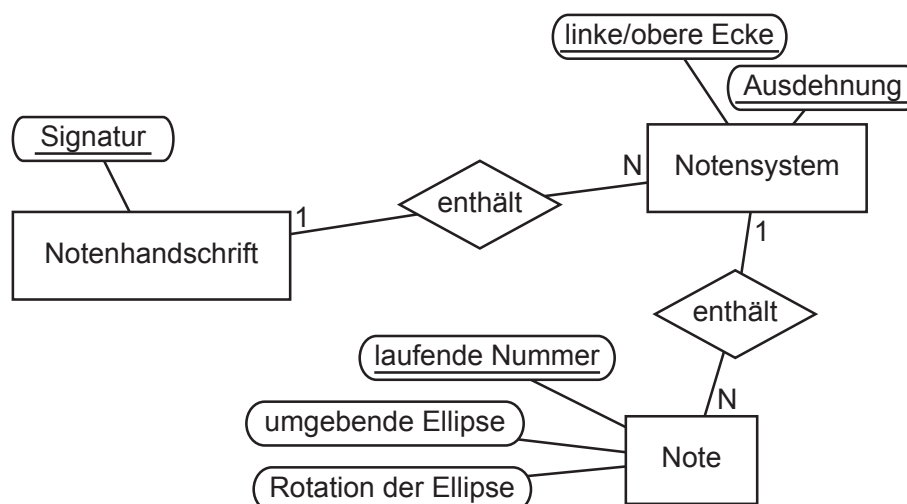 linke/obere Ecke
Ausdehnung
Signatur
Notensystem
N
enthält
1
Notenhandschrift
1
enthält
laufende Nummer
N
umgebende Ellipse
Note
Rotation der Ellipse